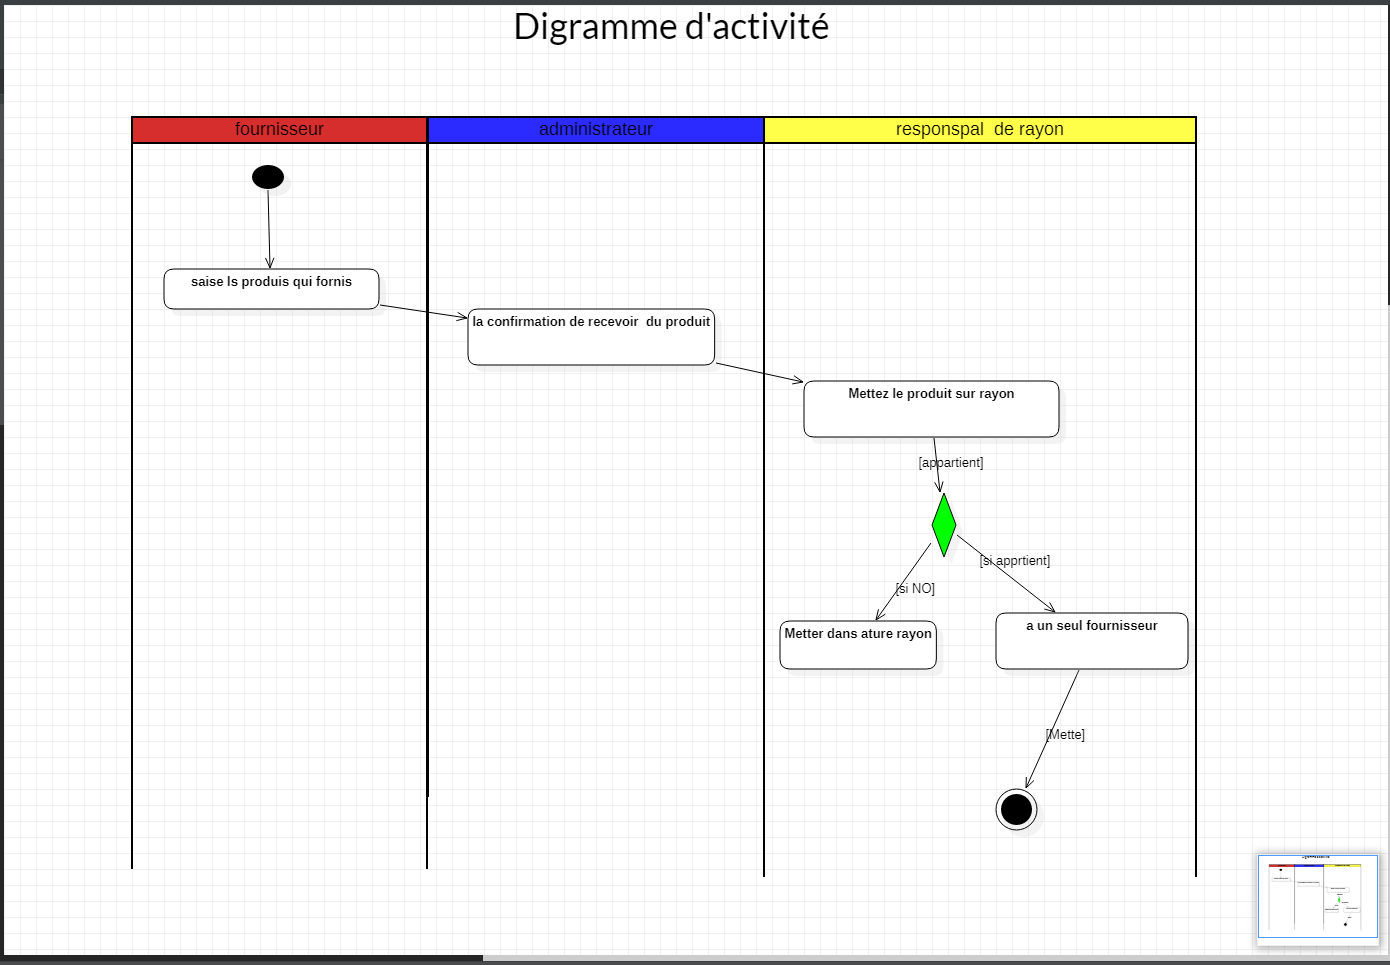 Digramme d'activité
fournisseur
administrateur
responspal  de rayon
saise ls produis qui fornis
la confirmation de recevoir  du produit
Mettez le produit sur rayon
[appartient]
[si apprtient]
[si NO]
Metter dans ature rayon
a un seul fournisseur
[Mette]